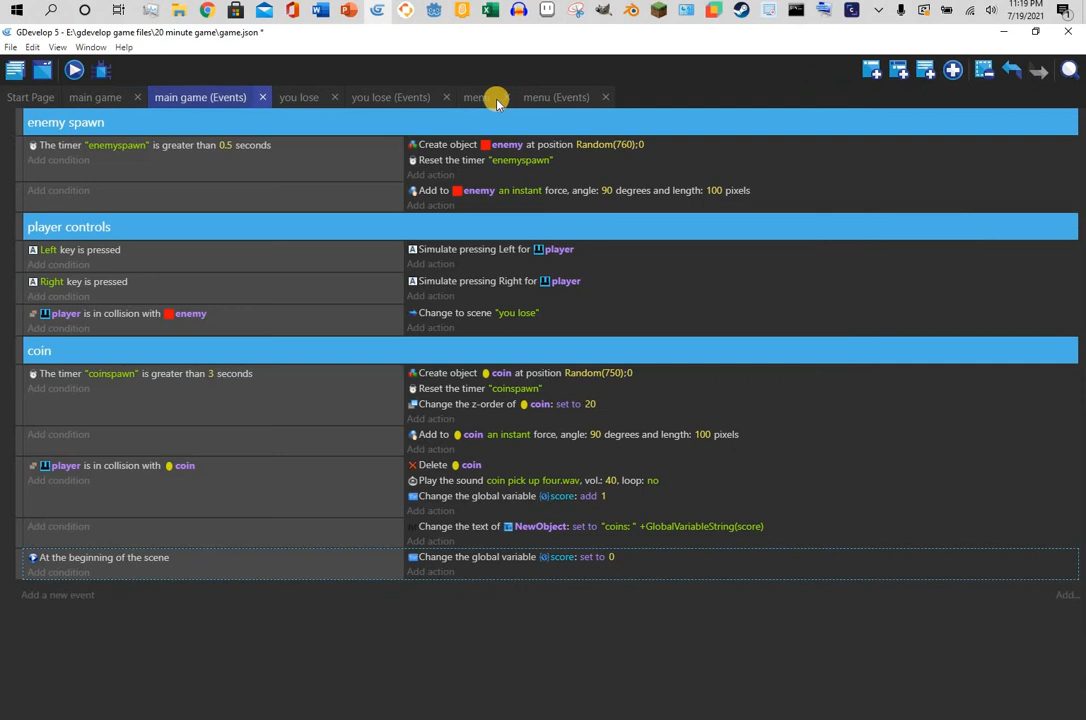 11:19 PM
7/19/2021
GDevelop 5 - E:\gdevelop game files\20 minute game\game.json *
File Edit View Window Help
Start Page main game × main game (Events) × you lose × you lose (Events) × menu menu (Events) ×
enemy spawn
The timer "enemyspawn" is greater than 0.5 seconds
Add condition
Create object enemy at position Random(760);0
Reset the timer "enemyspawn"
Add action
Add condition
Add to enemy an instant force, angle: 90 degrees and length: 100 pixels
Add action
player controls
Left key is pressed
Add condition
Simulate pressing Left for player
Add action
Right key is pressed
Add condition
Simulate pressing Right for player
Add action
player is in collision with enemy
Add condition
Change to scene "you lose"
Add action
coin
The timer "coinspawn" is greater than 3 seconds
Add condition
Create object coin at position Random(750);0
Reset the timer "coinspawn"
Change the z-order of coin: set to 20
Add action
Add condition
Add to coin an instant force, angle: 90 degrees and length: 100 pixels
Add action
player is in collision with coin
Add condition
Delete coin
Play the sound coin pick up four.wav, vol.: 40, loop: no
Change the global variable score: add 1
Add action
Add condition
Change the text of NewObject: set to "coins: " +GlobalVariableString(score)
Add action
At the beginning of the scene
Add condition
Change the global variable score: set to 0
Add action
Add a new event Add...